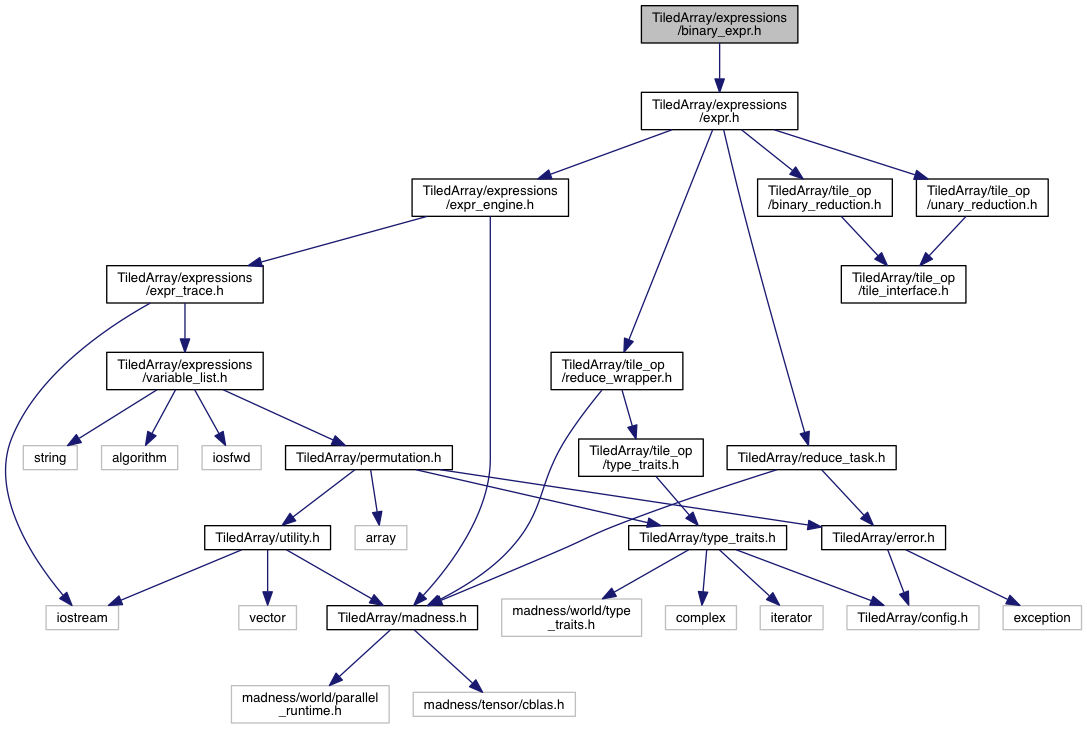 TiledArray/expressions
/binary_expr.h
TiledArray/expressions
/expr.h
TiledArray/expressions
/expr_engine.h
TiledArray/tile_op
/binary_reduction.h
TiledArray/tile_op
/unary_reduction.h
TiledArray/expressions
/expr_trace.h
TiledArray/tile_op
/tile_interface.h
TiledArray/expressions
/variable_list.h
TiledArray/tile_op
/reduce_wrapper.h
string
algorithm
iosfwd
TiledArray/permutation.h
TiledArray/tile_op
/type_traits.h
TiledArray/reduce_task.h
TiledArray/utility.h
array
TiledArray/type_traits.h
TiledArray/error.h
iostream
vector
TiledArray/madness.h
madness/world/type
_traits.h
complex
iterator
TiledArray/config.h
exception
madness/world/parallel
_runtime.h
madness/tensor/cblas.h